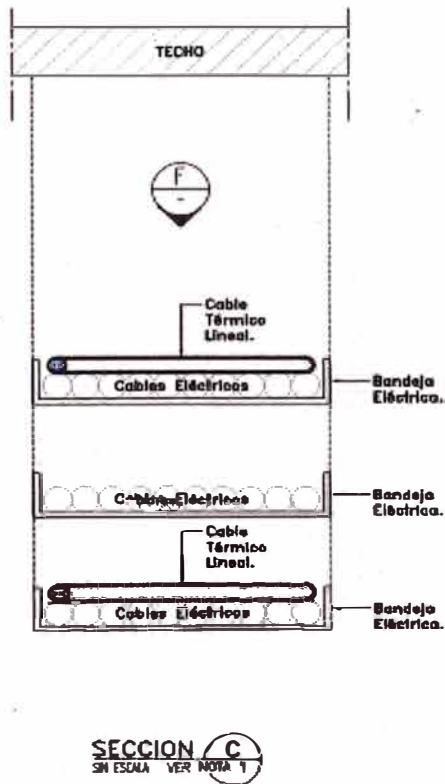 TECHO
F
-
Cable
Térmico
Lineal.
Cables Eléctricos
Bandeja
Eléctrica.
Cables Eléctricos
Bandeja
Eléctrica.
Cable
Térmico
Lineal.
Cables Eléctricos
Bandeja
Eléctrica.
SECCION C
SIN ESCALA VER NOTA 1